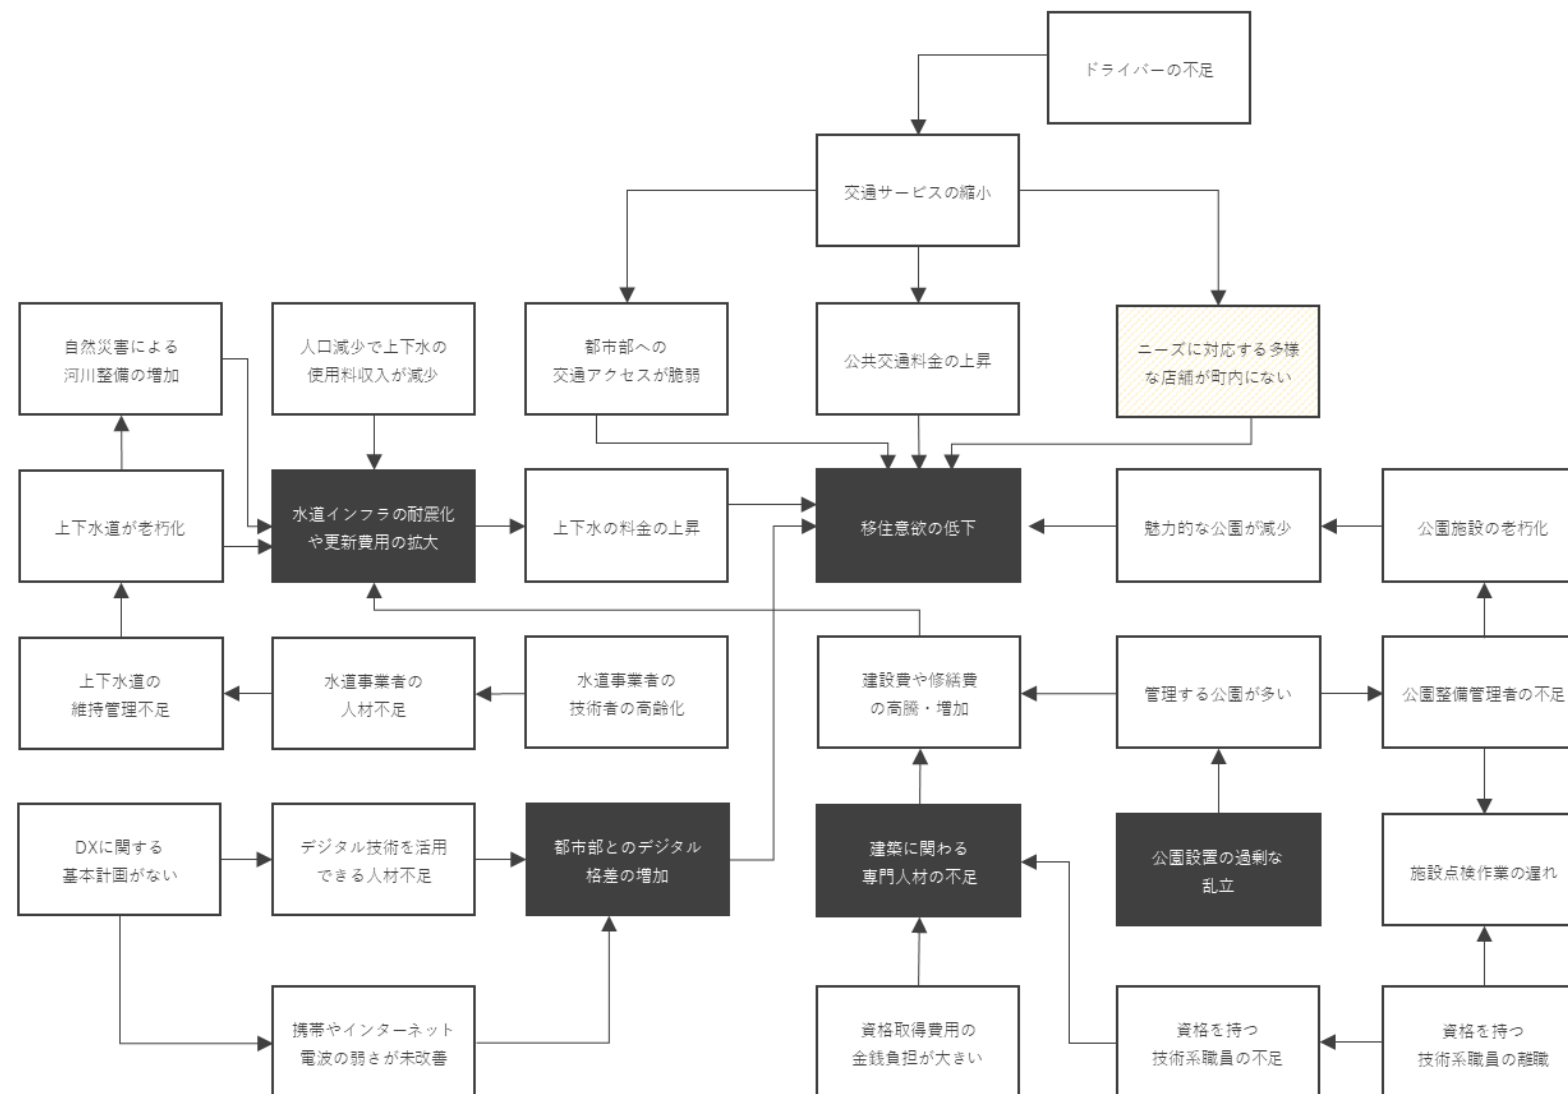 ドライバーの不足
交通サービスの縮小
自然災害による
河川整備の増加
人口減少で上下水の
使用料収入が減少
都市部への
交通アクセスが脆弱
公共交通料金の上昇
ニーズに対応する多様
な店舗が町内にない
上下水道が老朽化
水道インフラの耐震化
や更新費用の拡大
上下水の料金の上昇
移住意欲の低下
魅力的な公園が減少
公園施設の老朽化
上下水道の
維持管理不足
水道事業者の
人材不足
水道事業者の
技術者の高齢化
建設費や修繕費
の高騰・増加
管理する公園が多い
公園整備管理者の不足
DXに関する
基本計画がない
デジタル技術を活用
できる人材不足
都市部とのデジタル
格差の増加
建築に関わる
専門人材の不足
公園設置の過剰な
乱立
施設点検作業の遅れ
携帯やインターネット
電波の弱さが未改善
資格取得費用の
金銭負担が大きい
資格を持つ
技術系職員の不足
資格を持つ
技術系職員の離職